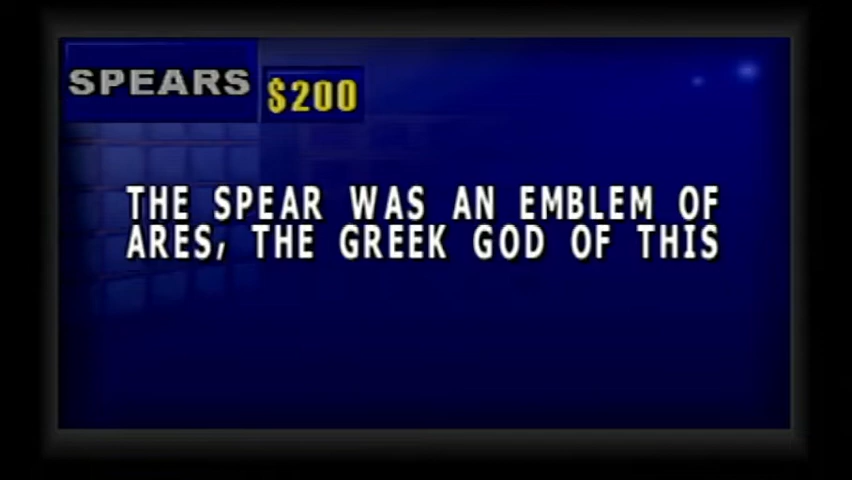 SPEARS
$200
THE SPEAR WAS AN EMBLEM OF
ARES, THE GREEK GOD OF THIS